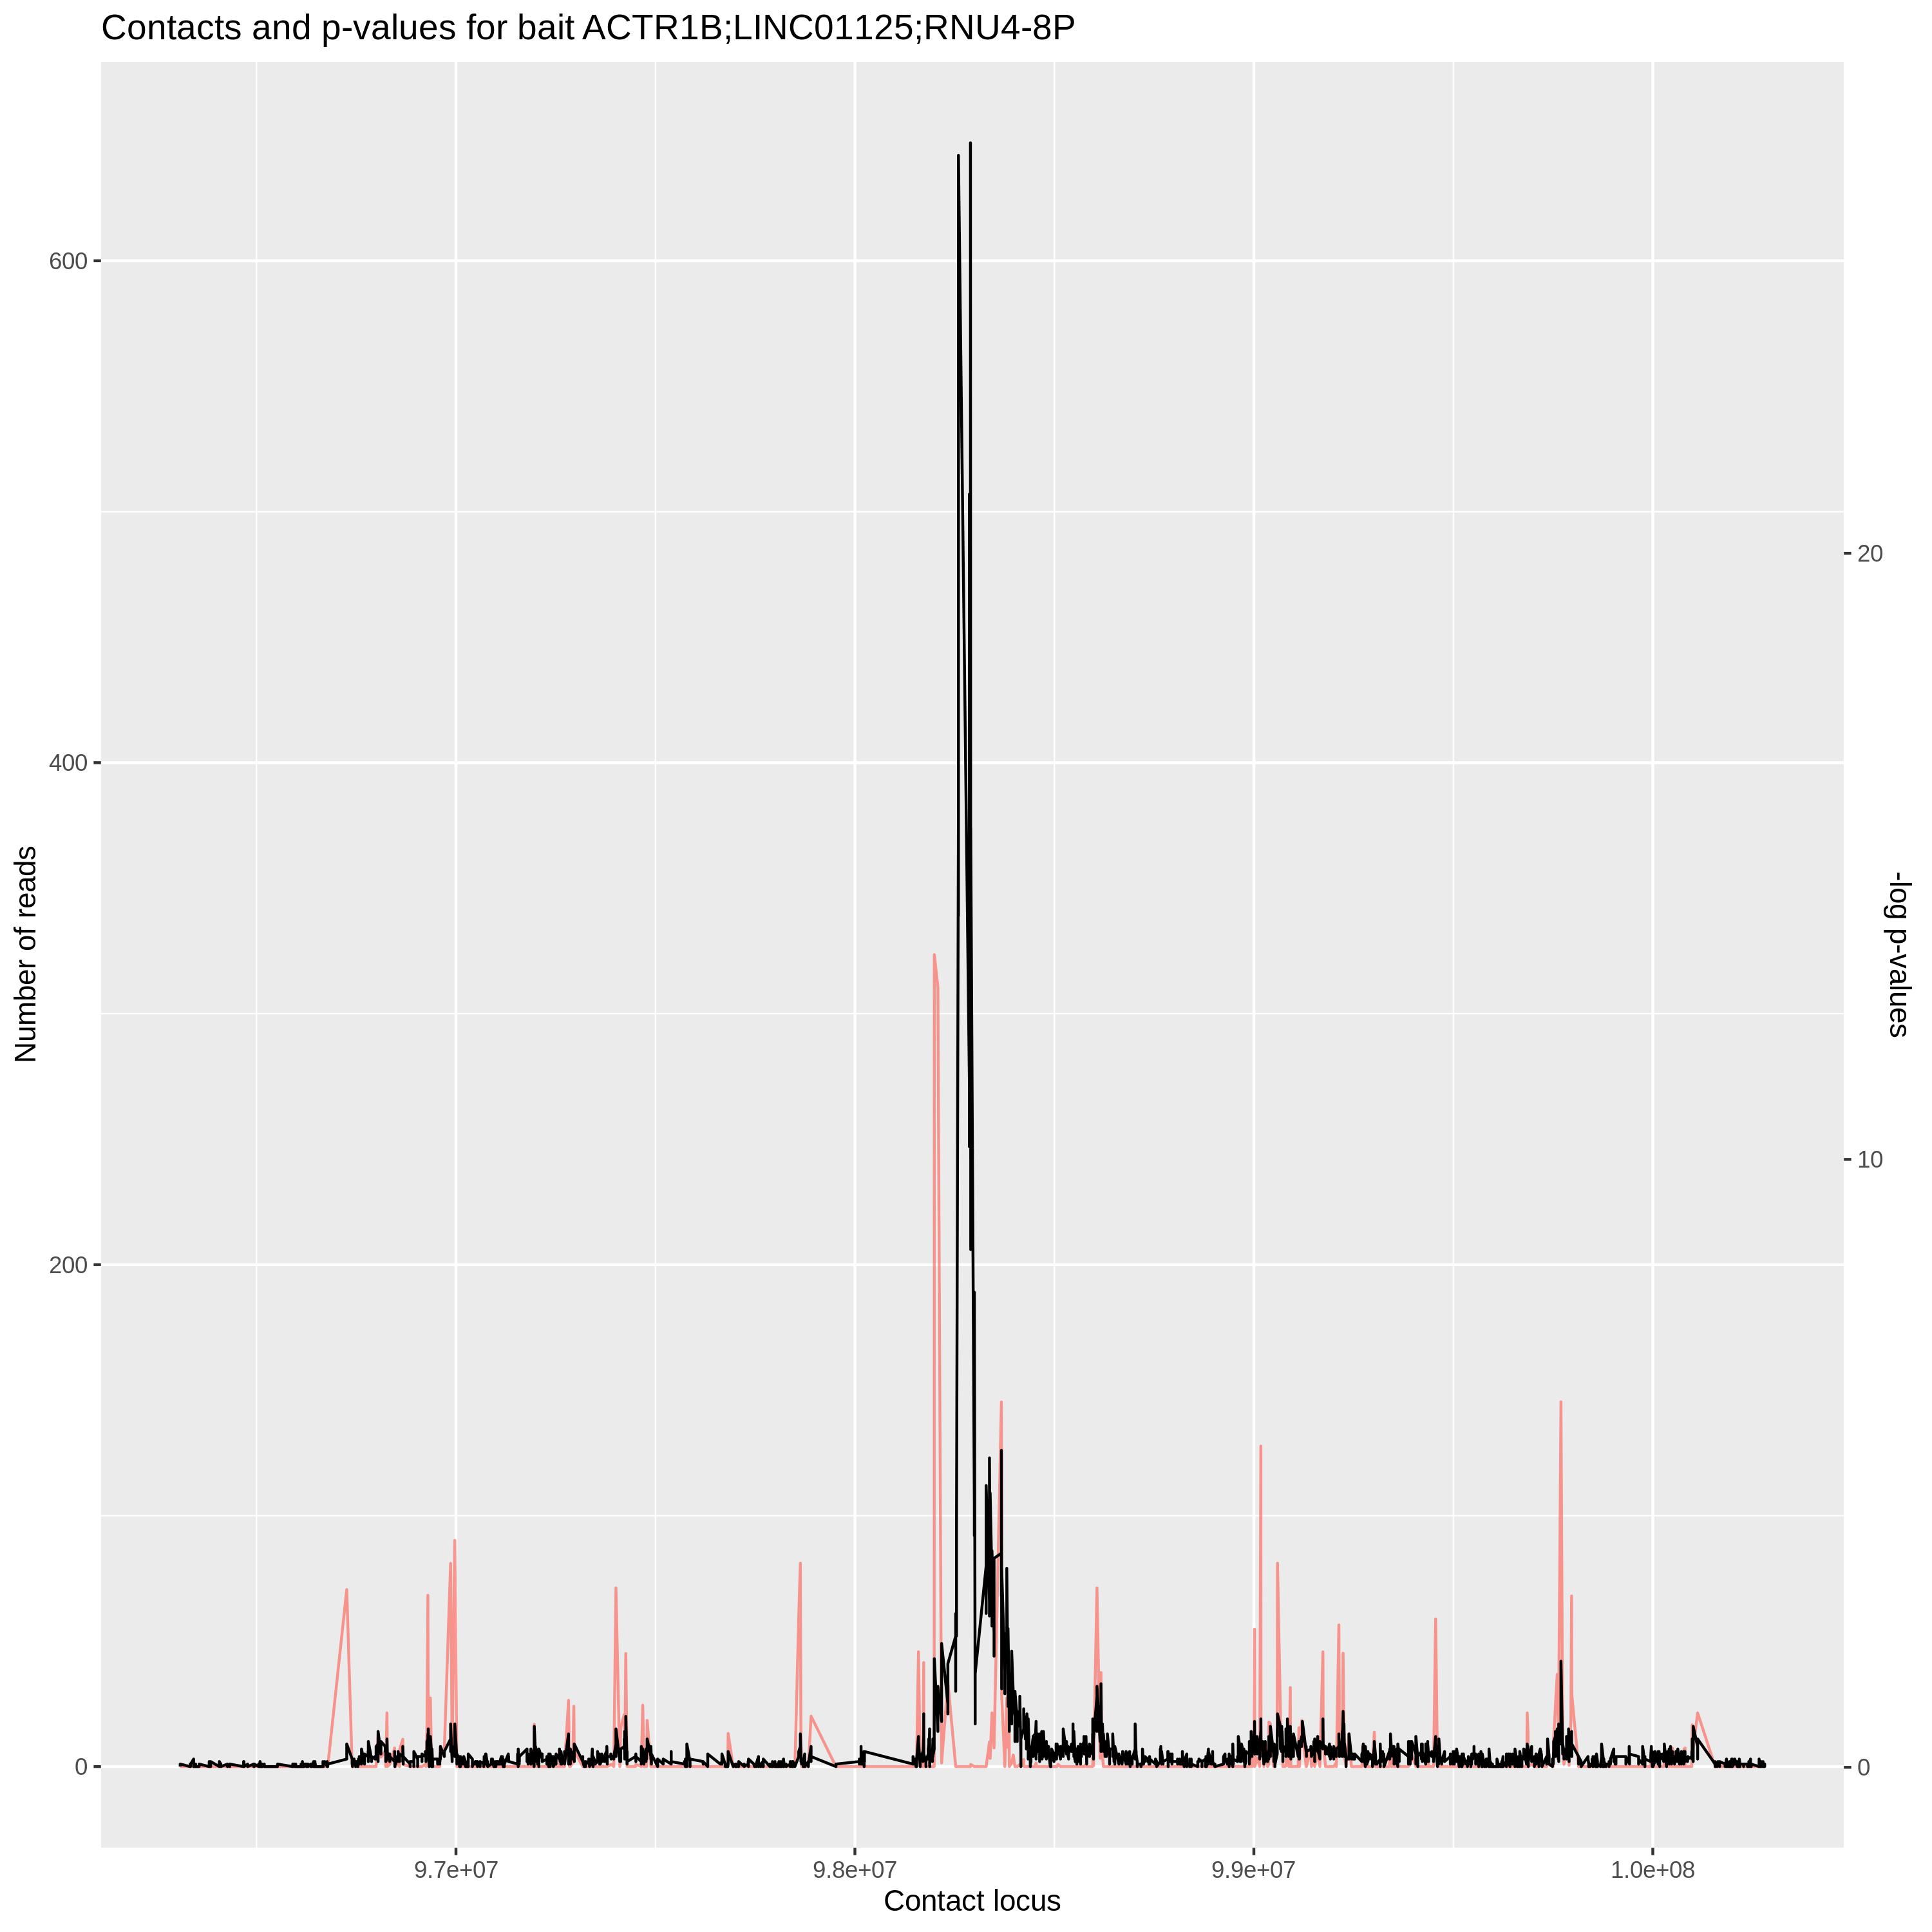 Contacts and p-values for bait ACTR1B;LINC01125;RNU4-8P
600
400
200
0
Number of reads
20
10
0
-log p-values
9.7e+07
9.8e+07
9.9e+07
1.0e+08
Contact locus